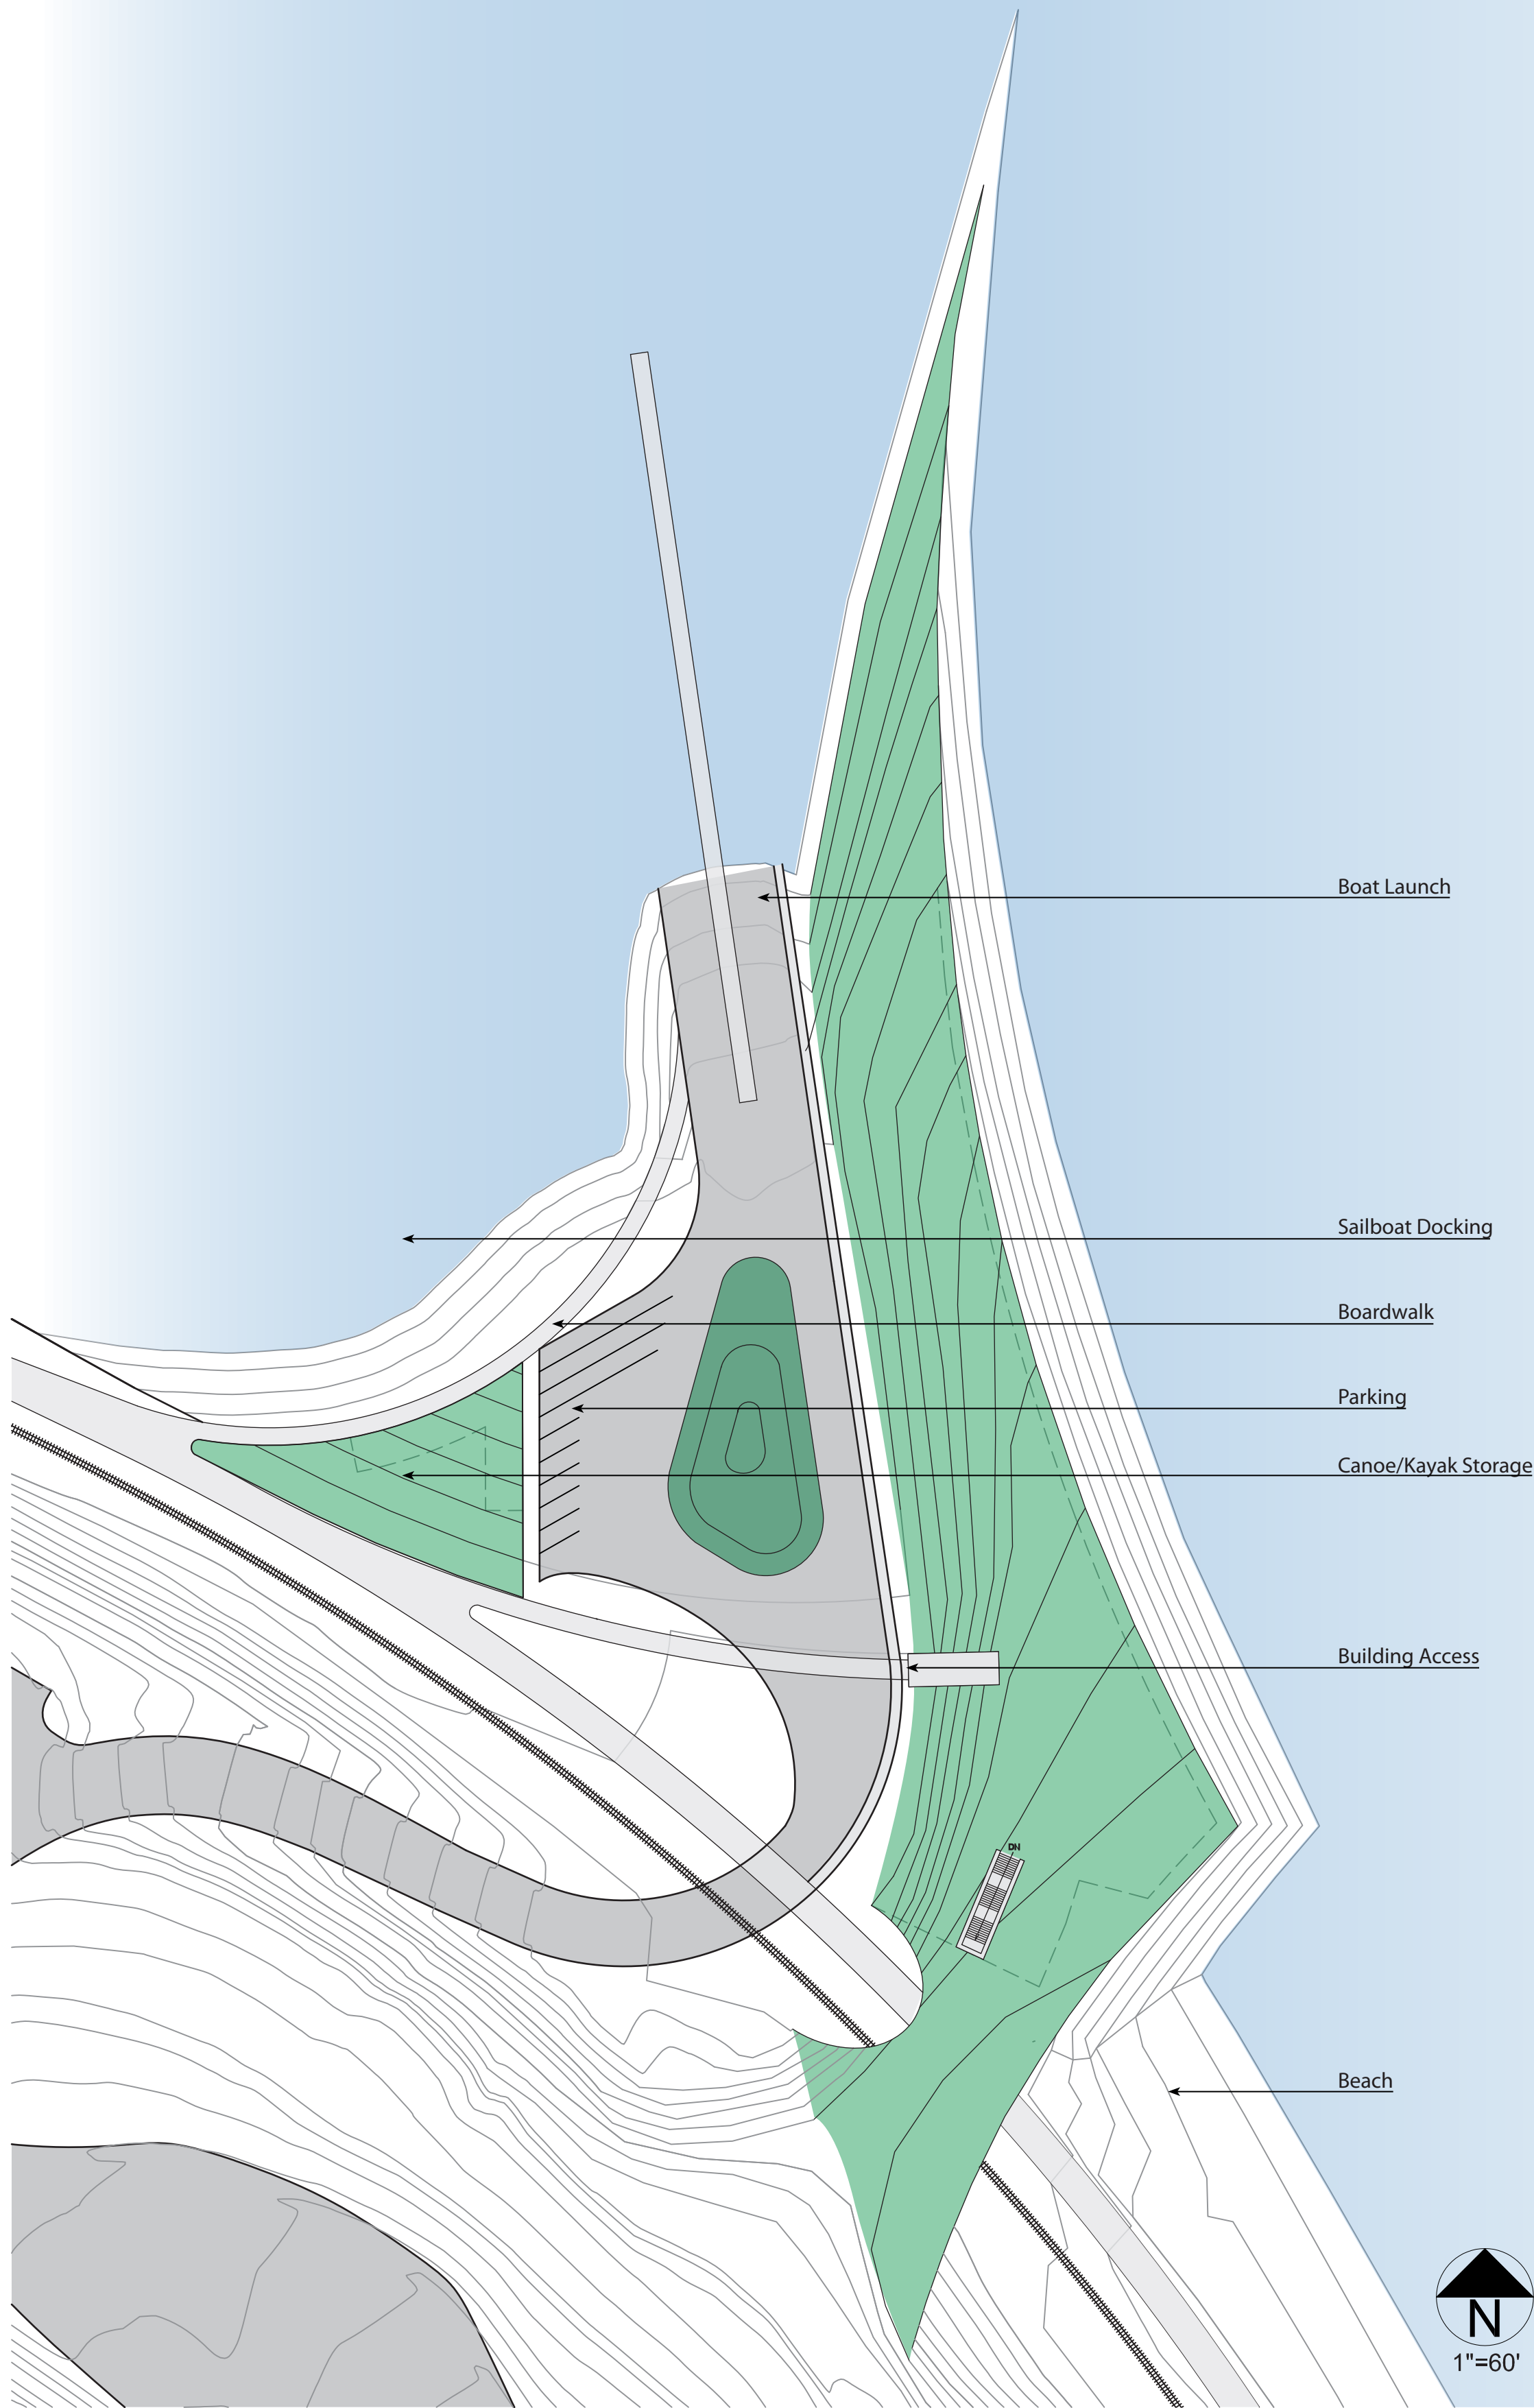 Boat Launch
Sailboat Docking
Boardwalk
Parking
Canoe/Kayak Storage
Building Access
DN
Beach
N
1"=60'